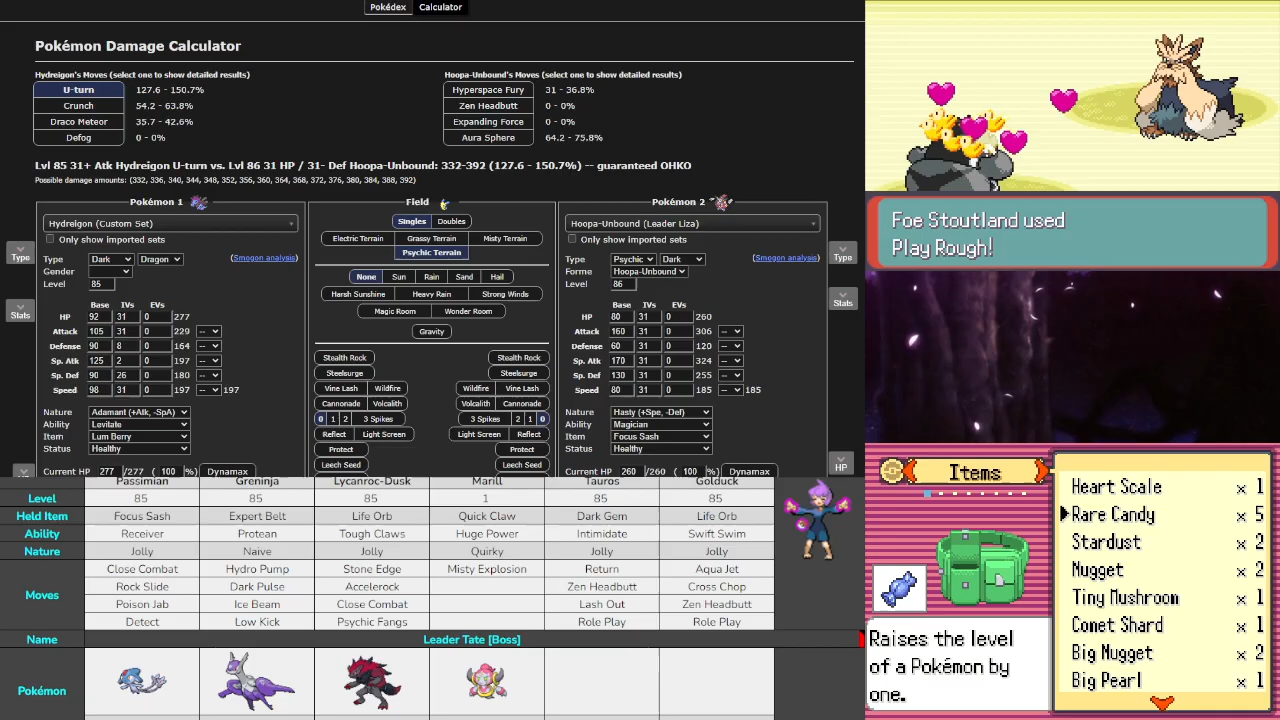 Pokédex Calculator
Pokémon Damage Calculator
Hydreigon's Moves (select one to show detailed results)
U-turn 127.6 - 150.7%
Crunch 54.2 - 63.8%
Draco Meteor 35.7 - 42.6%
Defog 0 - 0%
Hoopa-Unbound's Moves (select one to show detailed results)
Hyperspace Fury 31 - 36.8%
Zen Headbutt 0 - 0%
Expanding Force 0 - 0%
Aura Sphere 64.2 - 75.8%
Lvl 85 31+ Atk Hydreigon U-turn vs. Lvl 86 31 HP / 31- Def Hoopa-Unbound: 332-392 (127.6 - 150.7%) -- guaranteed OHKO
Possible damage amounts: (332, 336, 340, 344, 348, 352, 356, 360, 364, 368, 372, 376, 380, 384, 388, 392)
Pokémon 1
Hydreigon (Custom Set)
Only show imported sets
Type Dark Dragon (Smogon analysis)
Gender
Level 85
Base IVs EVs
HP 92 31 0 277
Attack 105 31 0 229 --
Defense 90 8 0 164 --
Sp. Atk 125 2 0 197 --
Sp. Def 90 26 0 180 --
Speed 98 31 0 197 -- 197
Nature Adamant (+Atk, -SpA)
Ability Levitate
Item Lum Berry
Status Healthy
Current HP 277 /277 ( 100 %) Dynamax
Type
Stats
Field
Singles Doubles
Electric Terrain Grassy Terrain Misty Terrain
Psychic Terrain
None Sun Rain Sand Hail
Harsh Sunshine Heavy Rain Strong Winds
Magic Room Wonder Room
Gravity
Stealth Rock Stealth Rock
Steelsurge Steelsurge
Vine Lash Wildfire Wildfire Vine Lash
Cannonade Volcalith Volcalith Cannonade
0 1 2 3 Spikes 3 Spikes 2 1 0
Reflect Light Screen Light Screen Reflect
Protect Protect
Leech Seed Leech Seed
Pokémon 2
Hoopa-Unbound (Leader Liza)
Only show imported sets
Type Psychic Dark (Smogon analysis)
Forme Hoopa-Unbound
Level 86
Base IVs EVs
HP 80 31 0 260
Attack 160 31 0 306 --
Defense 60 31 0 120 --
Sp. Atk 170 31 0 324 --
Sp. Def 130 31 0 255 --
Speed 80 31 0 185 -- 185
Nature Hasty (+Spe, -Def)
Ability Magician
Item Focus Sash
Status Healthy
Current HP 260 /260 ( 100 %) Dynamax
Type
Stats
HP
Passimian Greninja Lycanroc-Dusk Marill Tauros Golduck
Level 85 85 85 1 85 85
Held Item Focus Sash Expert Belt Life Orb Quick Claw Dark Gem Life Orb
Ability Receiver Protean Tough Claws Huge Power Intimidate Swift Swim
Nature Jolly Naive Jolly Quirky Jolly Jolly
Moves
Close Combat Hydro Pump Stone Edge Misty Explosion Return Aqua Jet
Rock Slide Dark Pulse Accelerock Zen Headbutt Cross Chop
Poison Jab Ice Beam Close Combat Lash Out Zen Headbutt
Detect Low Kick Psychic Fangs Role Play Role Play
Name Leader Tate [Boss]
Pokémon
Foe Stoutland used
Play Rough!
Items
Heart Scale x 1
Rare Candy x 5
Stardust x 2
Nugget x 2
Tiny Mushroom x 1
Comet Shard x 1
Big Nugget x 2
Big Pearl x 1
Raises the level
of a Pokémon by
one.